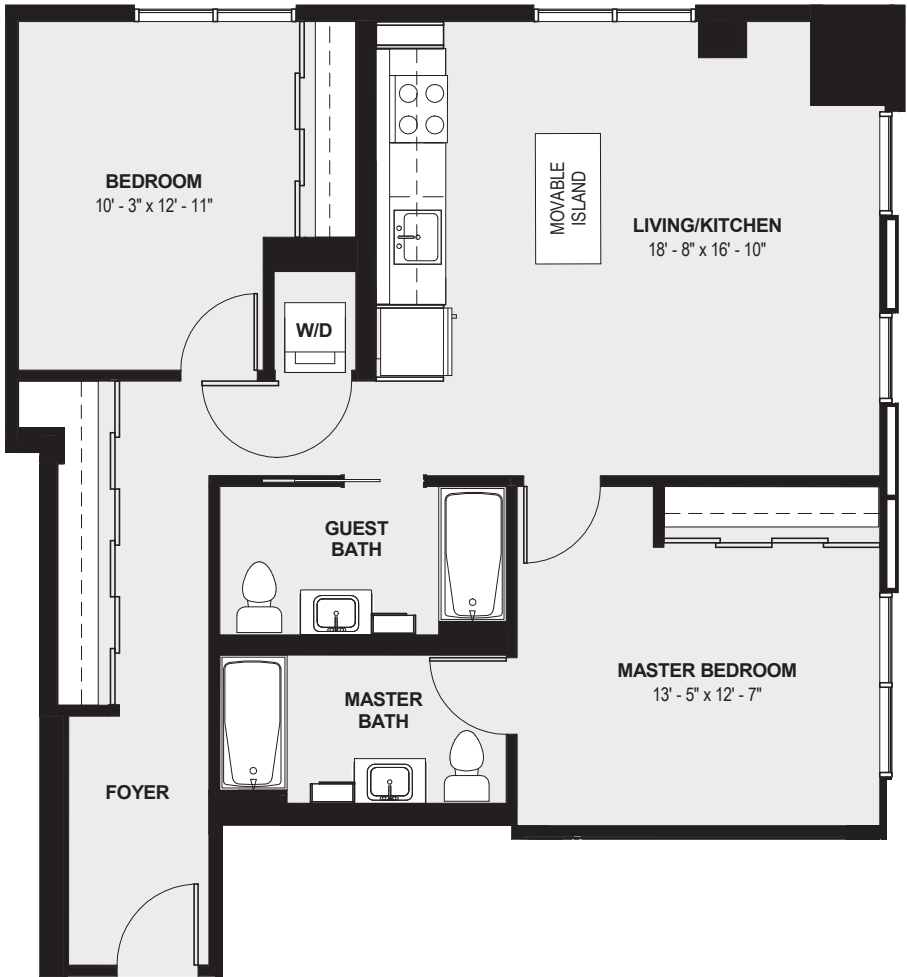 BEDROOM
10' - 3" x 12' - 11"
MOVABLE
ISLAND
LIVING/KITCHEN
18' - 8" x 16' - 10"
W/D
GUEST
BATH
MASTER BEDROOM
13' - 5" x 12' - 7"
MASTER
BATH
FOYER